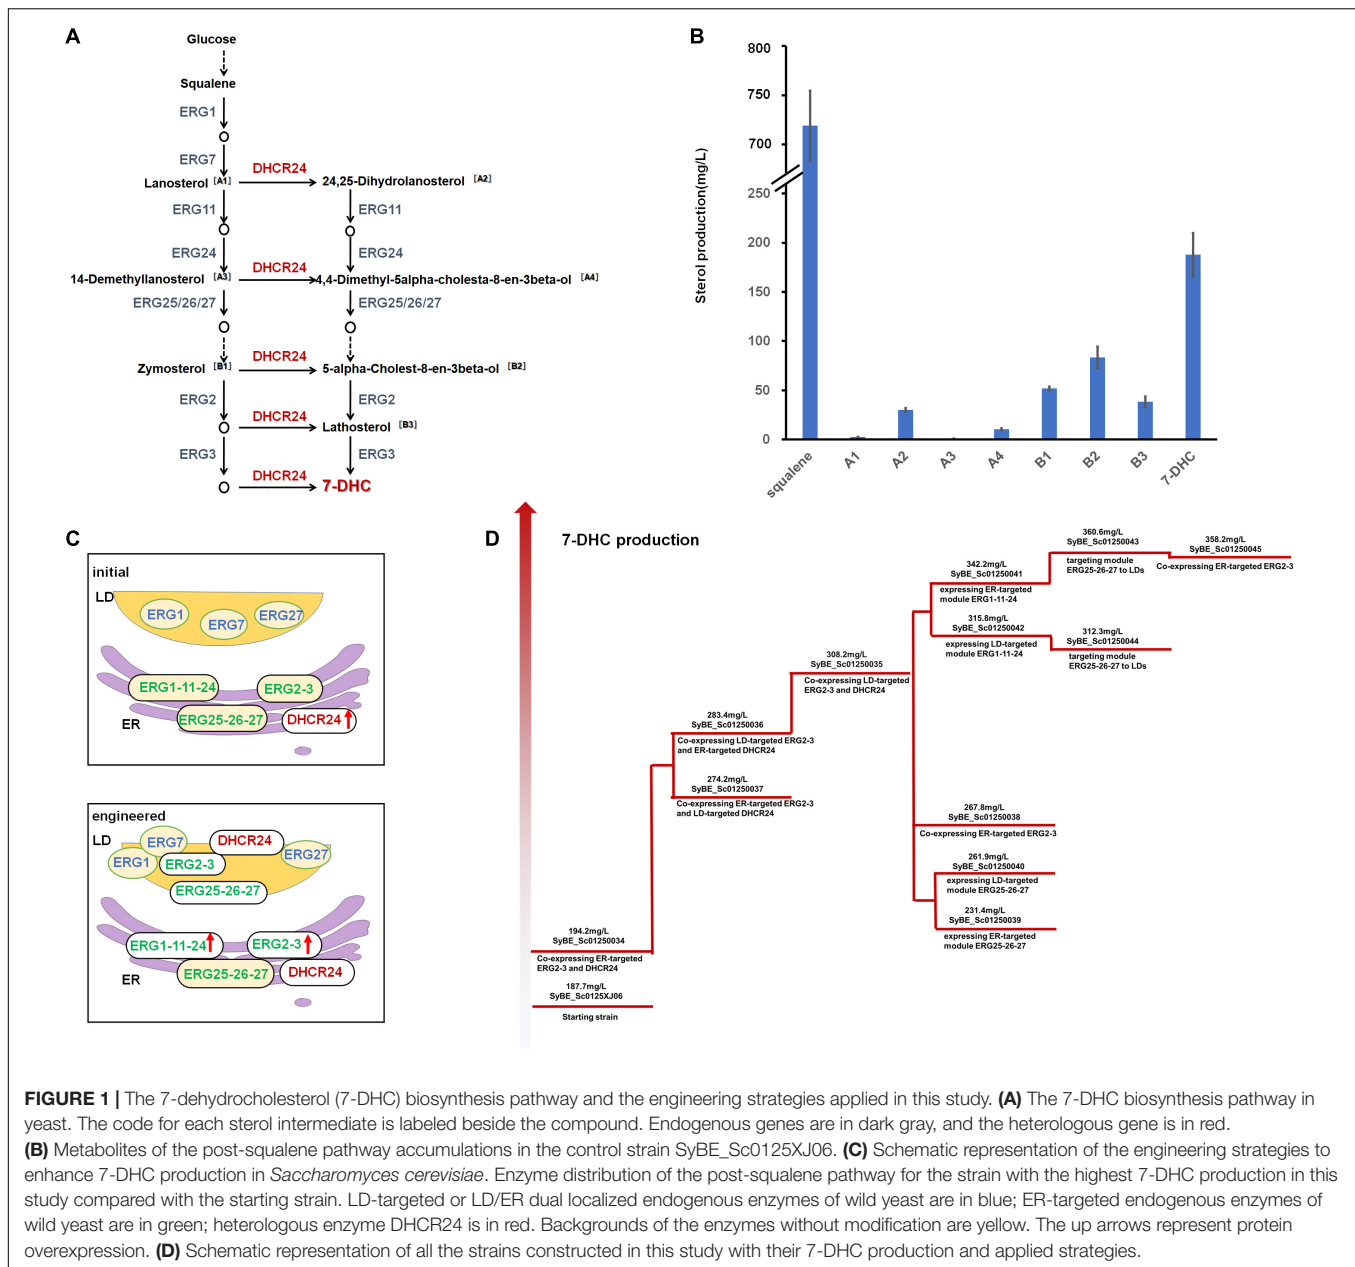 A
Glucose
Squalene
ERG1
ERG7
DHCR24
Lanosterol [A1]
24,25-Dihydrolanosterol [A2]
ERG11
ERG11
ERG24
ERG24
DHCR24
14-Demethyllanosterol [A3]
4,4-Dimethyl-5alpha-cholesta-8-en-3beta-ol [A4]
ERG25/26/27
ERG25/26/27
DHCR24
Zymosterol [B1]
5-alpha-Cholest-8-en-3beta-ol [B2]
ERG2
ERG2
DHCR24
Lathosterol [B3]
ERG3
ERG3
DHCR24
7-DHC
B
Sterol production(mg/L)
800
750
700
250
200
150
100
50
0
squalene
A1
A2
A3
A4
B1
B2
B3
7-DHC
C
initial
LD
ERG1
ERG7
ERG27
ERG1-11-24
ERG2-3
ERG25-26-27
DHCR24
ER
engineered
LD
ERG7
DHCR24
ERG1
ERG2-3
ERG27
ERG25-26-27
ERG1-11-24
ERG2-3
ER
ERG25-26-27
DHCR24
D
7-DHC production
360.6mg/L
SyBE_Sc01250043
targeting module
ERG25-26-27 to LDs
358.2mg/L
SyBE_Sc01250045
Co-expressing ER-targeted ERG2-3
342.2mg/L
SyBE_Sc01250041
expressing ER-targeted
module ERG1-11-24
315.8mg/L
SyBE_Sc01250042
expressing LD-targeted
module ERG1-11-24
312.3mg/L
SyBE_Sc01250044
targeting module
ERG25-26-27 to LDs
308.2mg/L
SyBE_Sc01250035
Co-expressing LD-targeted
ERG2-3 and DHCR24
283.4mg/L
SyBE_Sc01250036
Co-expressing LD-targeted ERG2-3
and ER-targeted DHCR24
274.2mg/L
SyBE_Sc01250037
Co-expressing ER-targeted ERG2-3
and LD-targeted DHCR24
267.8mg/L
SyBE_Sc01250038
Co-expressing ER-targeted ERG2-3
261.9mg/L
SyBE_Sc01250040
expressing LD-targeted
module ERG25-26-27
231.4mg/L
SyBE_Sc01250039
expressing ER-targeted
module ERG25-26-27
194.2mg/L
SyBE_Sc01250034
Co-expressing ER-targeted
ERG2-3 and DHCR24
187.7mg/L
SyBE_Sc0125XJ06
Starting strain
FIGURE 1 | The 7-dehydrocholesterol (7-DHC) biosynthesis pathway and the engineering strategies applied in this study. (A) The 7-DHC biosynthesis pathway in
yeast. The code for each sterol intermediate is labeled beside the compound. Endogenous genes are in dark gray, and the heterologous gene is in red.
(B) Metabolites of the post-squalene pathway accumulations in the control strain SyBE_Sc0125XJ06. (C) Schematic representation of the engineering strategies to
enhance 7-DHC production in Saccharomyces cerevisiae. Enzyme distribution of the post-squalene pathway for the strain with the highest 7-DHC production in this
study compared with the starting strain. LD-targeted or LD/ER dual localized endogenous enzymes of wild yeast are in blue; ER-targeted endogenous enzymes of
wild yeast are in green; heterologous enzyme DHCR24 is in red. Backgrounds of the enzymes without modification are yellow. The up arrows represent protein
overexpression. (D) Schematic representation of all the strains constructed in this study with their 7-DHC production and applied strategies.